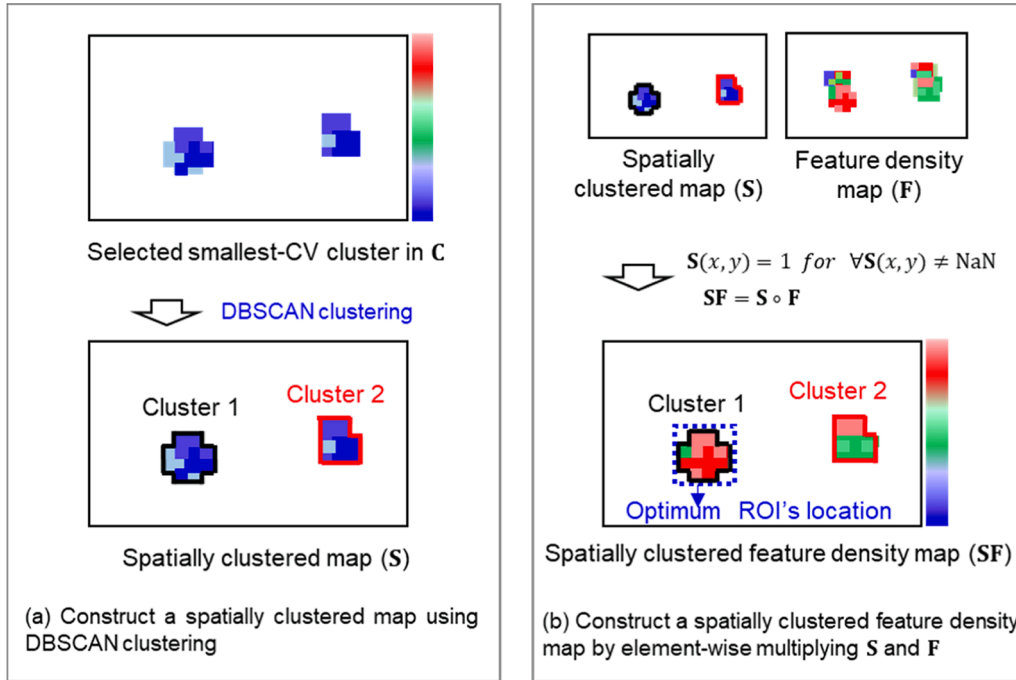 Selected smallest-CV cluster in C
DBSCAN clustering
Cluster 1
Cluster 2
Spatially clustered map (S)
(a) Construct a spatially clustered map using
DBSCAN clustering
Spatially
clustered map (S)
Feature density
map (F)
S(x, y) = 1 for ∀S(x, y) ≠ NaN
SF = S ∘ F
Cluster 1
Cluster 2
Optimum ROI's location
Spatially clustered feature density map (SF)
(b) Construct a spatially clustered feature density
map by element-wise multiplying S and F